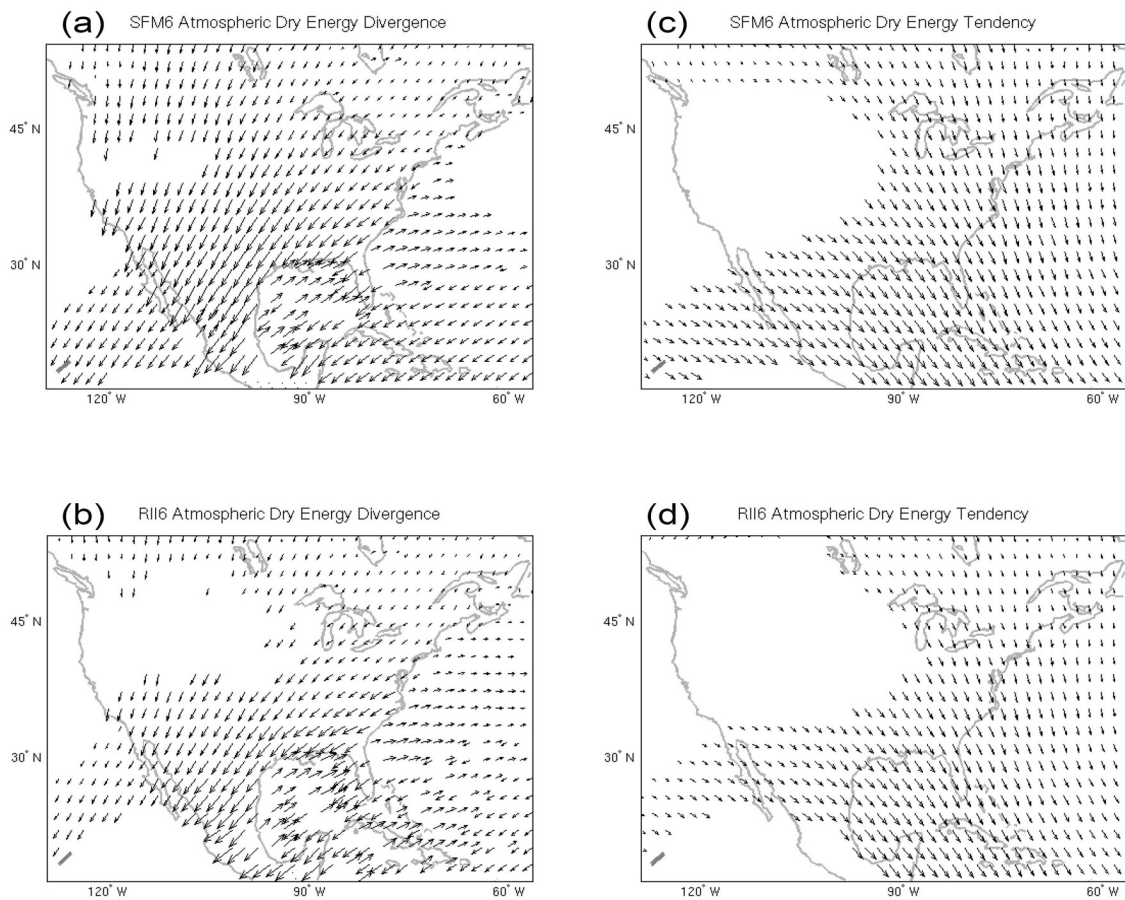 (a) SFM6 Atmospheric Dry Energy Divergence
45° N
30° N
120° W 90° W 60° W
(c) SFM6 Atmospheric Dry Energy Tendency
45° N
30° N
120° W 90° W 60° W
(b) RII6 Atmospheric Dry Energy Divergence
45° N
30° N
120° W 90° W 60° W
(d) RII6 Atmospheric Dry Energy Tendency
45° N
30° N
120° W 90° W 60° W